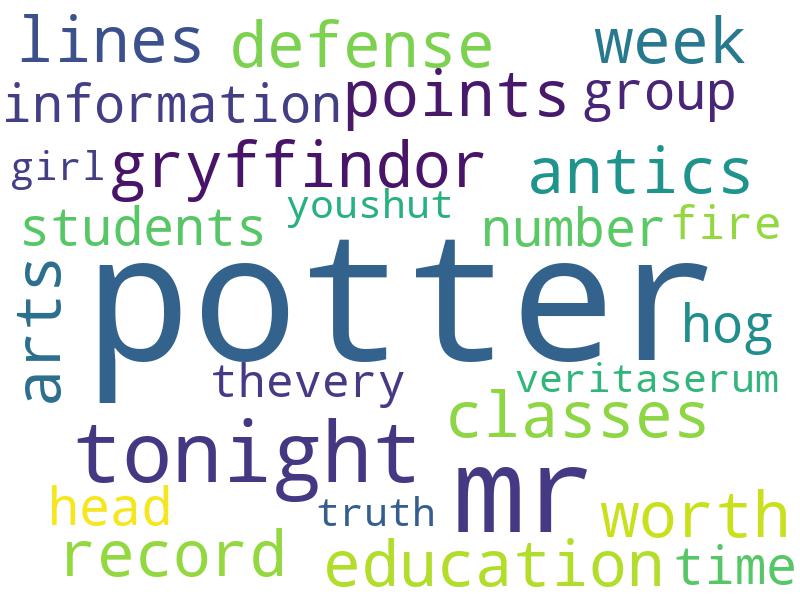 lines defense week
information points group
girl gryffindor antics
students youshut number fire
arts potter hog
thevery veritaserum
tonight classes
head truth mr worth
record education time